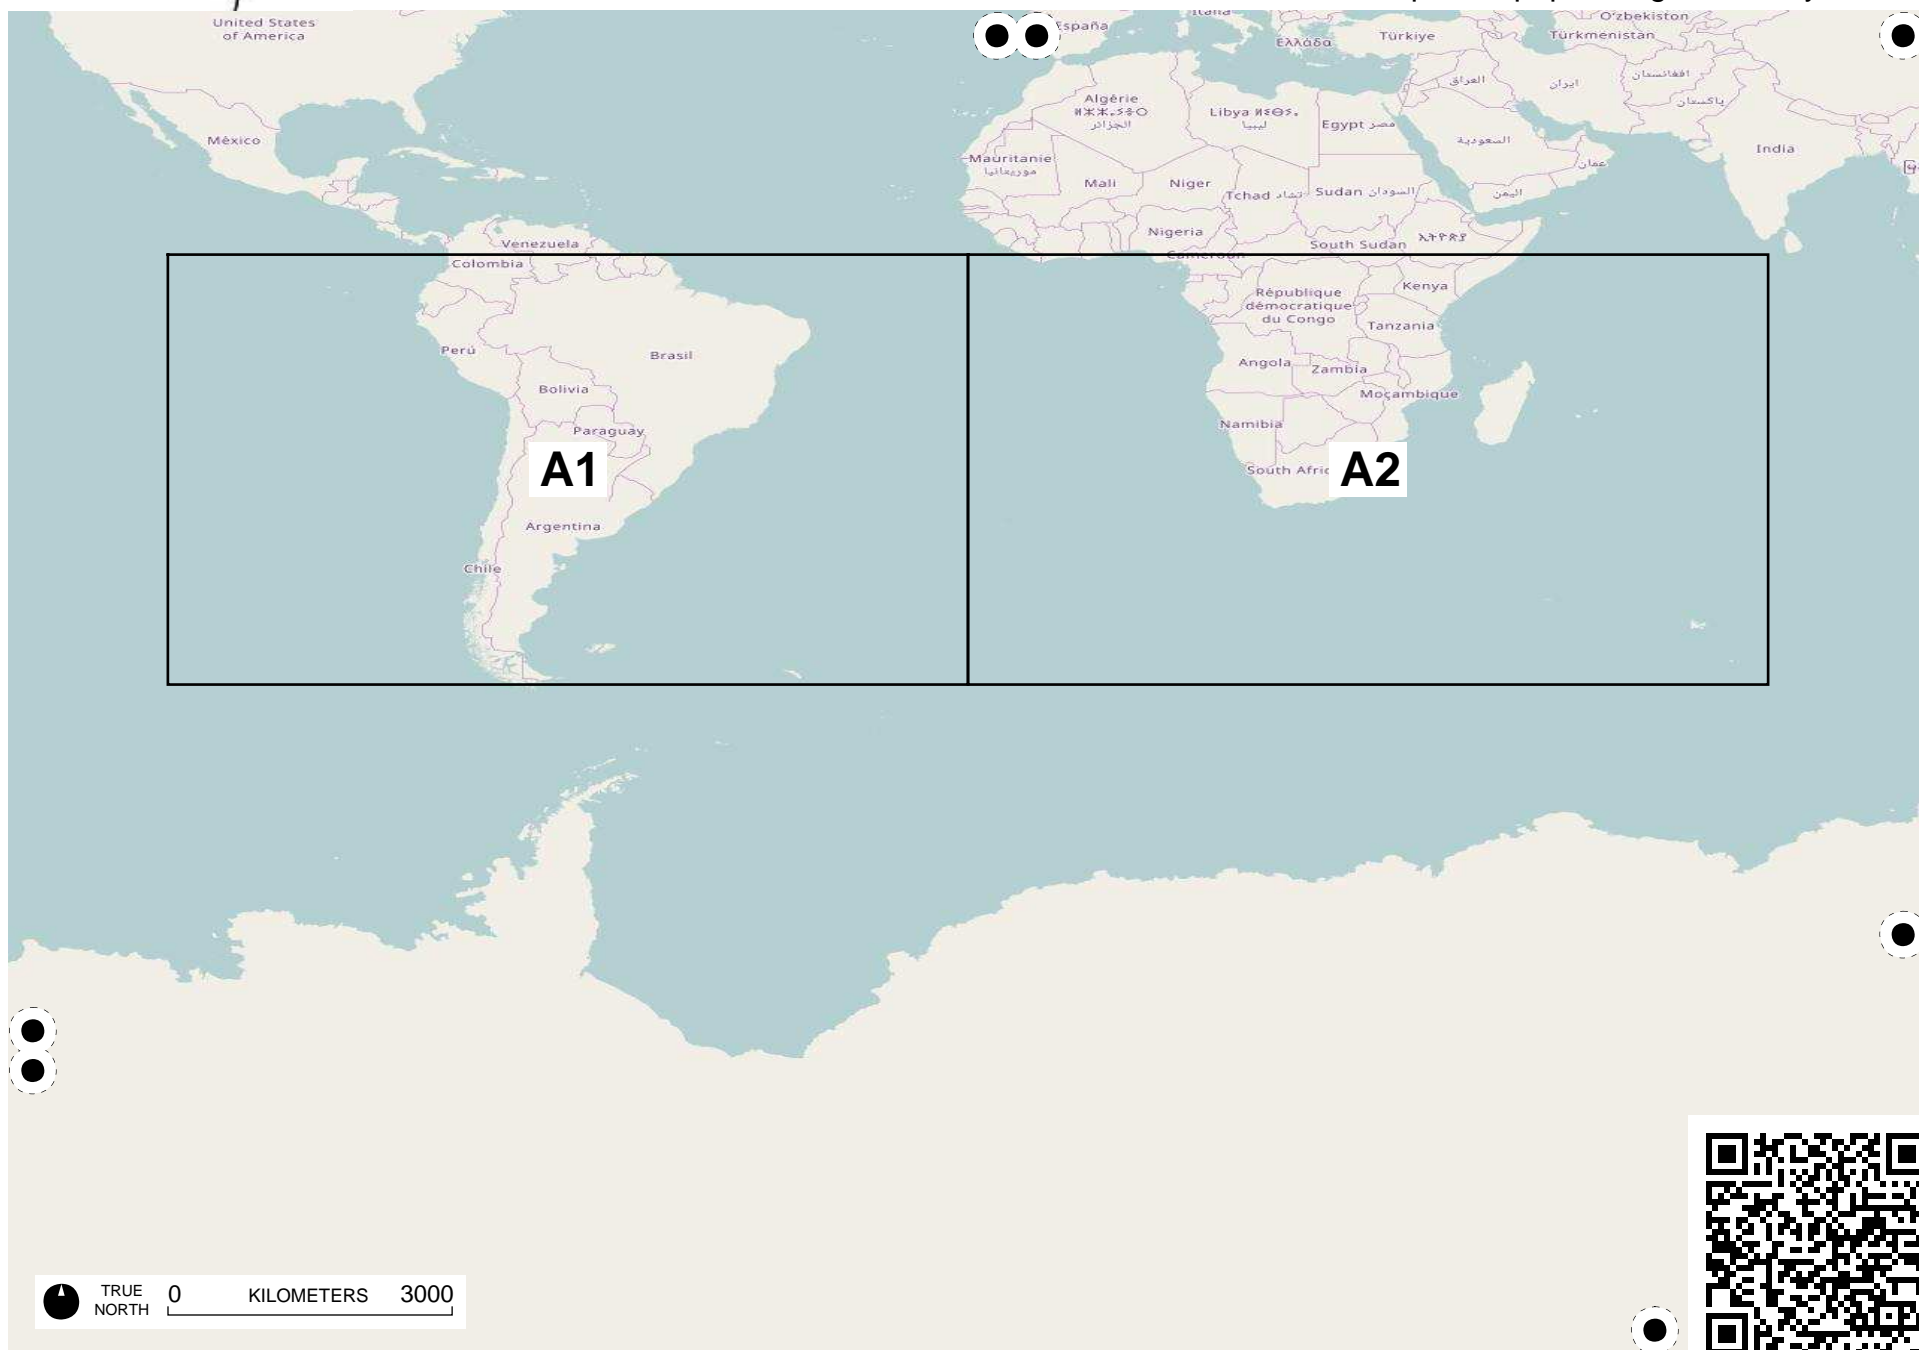 United States
of America
España
Ελλάδα
Türkiye
O'zbekiston
Türkmenistan
العراق
ایران
افغانستان
پاکستان
México
Algérie
الجزائر
Libya
ليبيا
Egypt مصر
السعودية
عمان
India
Mauritanie
موريتانيا
Mali
Niger
Tchad تشاد
Sudan السودان
اليمن
Nigeria
South Sudan
Venezuela
Cameroun
Colombia
République
démocratique
du Congo
Kenya
Tanzania
Perú
Brasil
Angola
Zambia
Bolivia
Moçambique
Paraguay
Namibia
A1
South Afric
A2
Argentina
Chile
TRUE
NORTH
0 KILOMETERS 3000